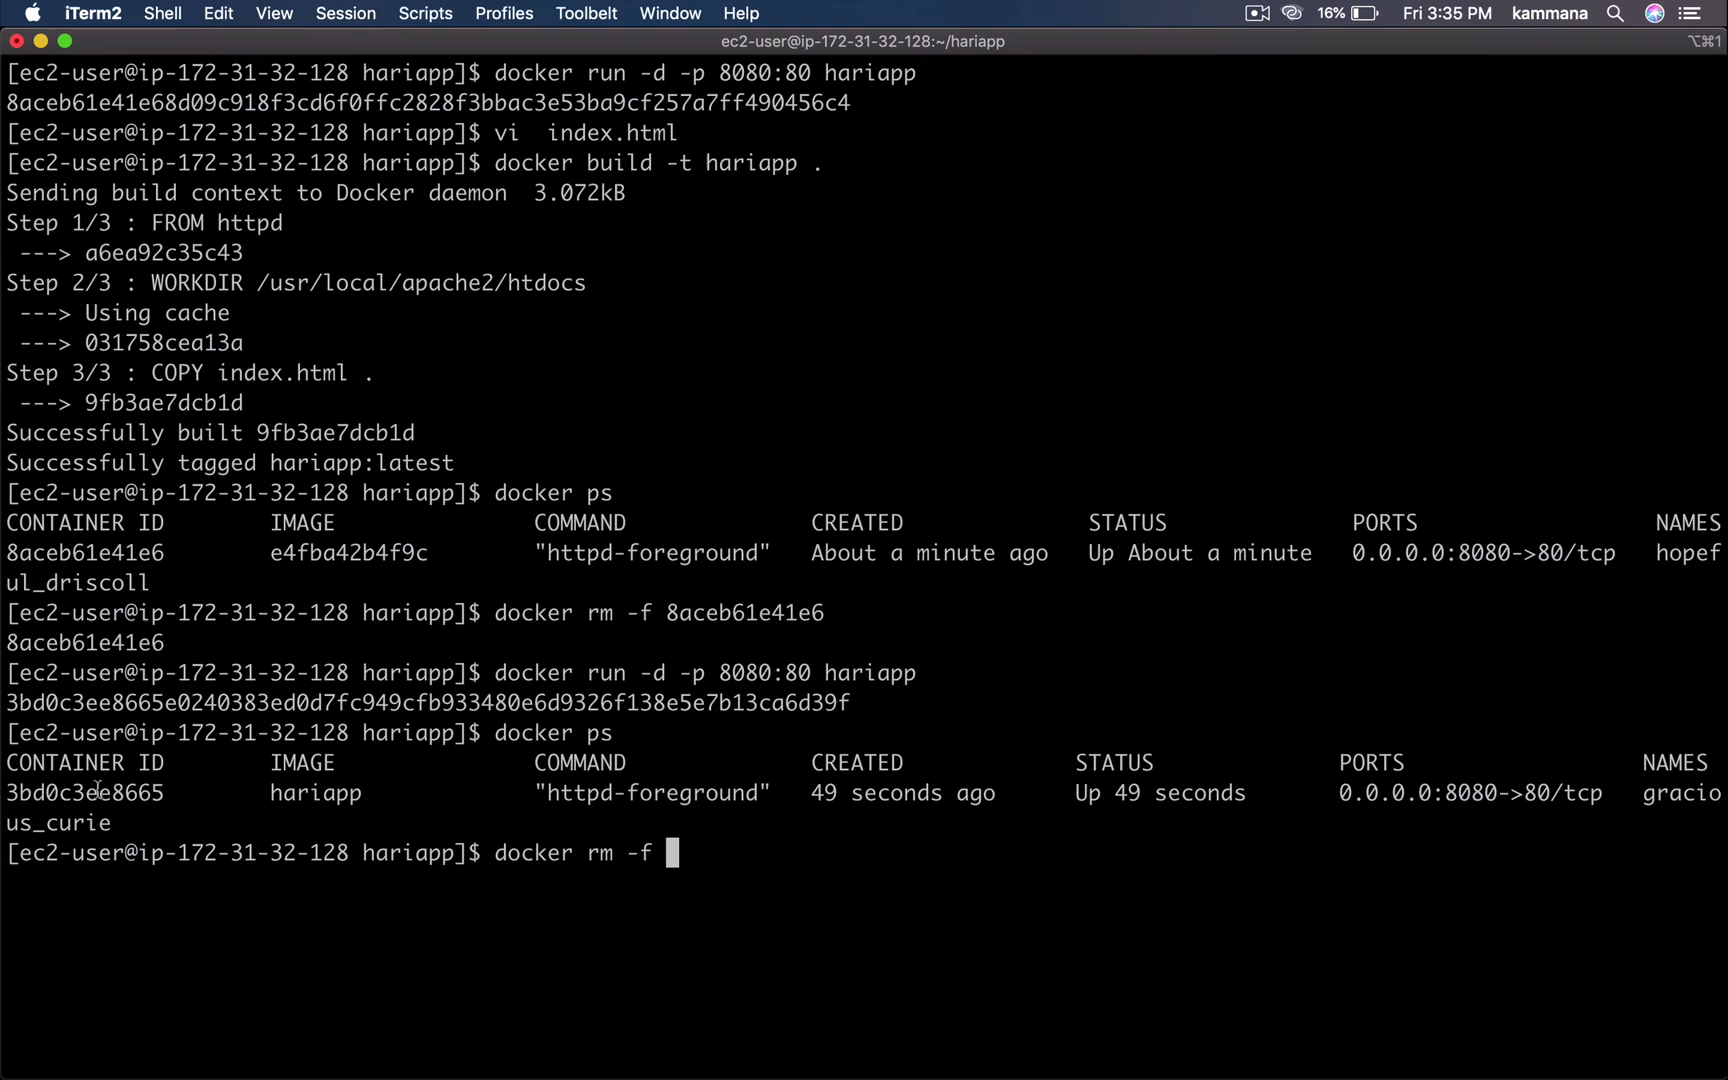 iTerm2 Shell Edit View Session Scripts Profiles Toolbelt Window Help 16% Fri 3:35 PM kammana
ec2-user@ip-172-31-32-128:~/hariapp ⌥⌘1
[ec2-user@ip-172-31-32-128 hariapp]$ docker run -d -p 8080:80 hariapp
8aceb61e41e68d09c918f3cd6f0ffc2828f3bbac3e53ba9cf257a7ff490456c4
[ec2-user@ip-172-31-32-128 hariapp]$ vi  index.html
[ec2-user@ip-172-31-32-128 hariapp]$ docker build -t hariapp .
Sending build context to Docker daemon  3.072kB
Step 1/3 : FROM httpd
 ---> a6ea92c35c43
Step 2/3 : WORKDIR /usr/local/apache2/htdocs
 ---> Using cache
 ---> 031758cea13a
Step 3/3 : COPY index.html .
 ---> 9fb3ae7dcb1d
Successfully built 9fb3ae7dcb1d
Successfully tagged hariapp:latest
[ec2-user@ip-172-31-32-128 hariapp]$ docker ps
CONTAINER ID        IMAGE               COMMAND              CREATED              STATUS              PORTS                  NAMES
8aceb61e41e6        e4fba42b4f9c        "httpd-foreground"   About a minute ago   Up About a minute   0.0.0.0:8080->80/tcp   hopef
ul_driscoll
[ec2-user@ip-172-31-32-128 hariapp]$ docker rm -f 8aceb61e41e6
8aceb61e41e6
[ec2-user@ip-172-31-32-128 hariapp]$ docker run -d -p 8080:80 hariapp
3bd0c3ee8665e0240383ed0d7fc949cfb933480e6d9326f138e5e7b13ca6d39f
[ec2-user@ip-172-31-32-128 hariapp]$ docker ps
CONTAINER ID        IMAGE               COMMAND              CREATED             STATUS              PORTS                  NAMES
3bd0c3ee8665        hariapp             "httpd-foreground"   49 seconds ago      Up 49 seconds       0.0.0.0:8080->80/tcp   gracio
us_curie
[ec2-user@ip-172-31-32-128 hariapp]$ docker rm -f